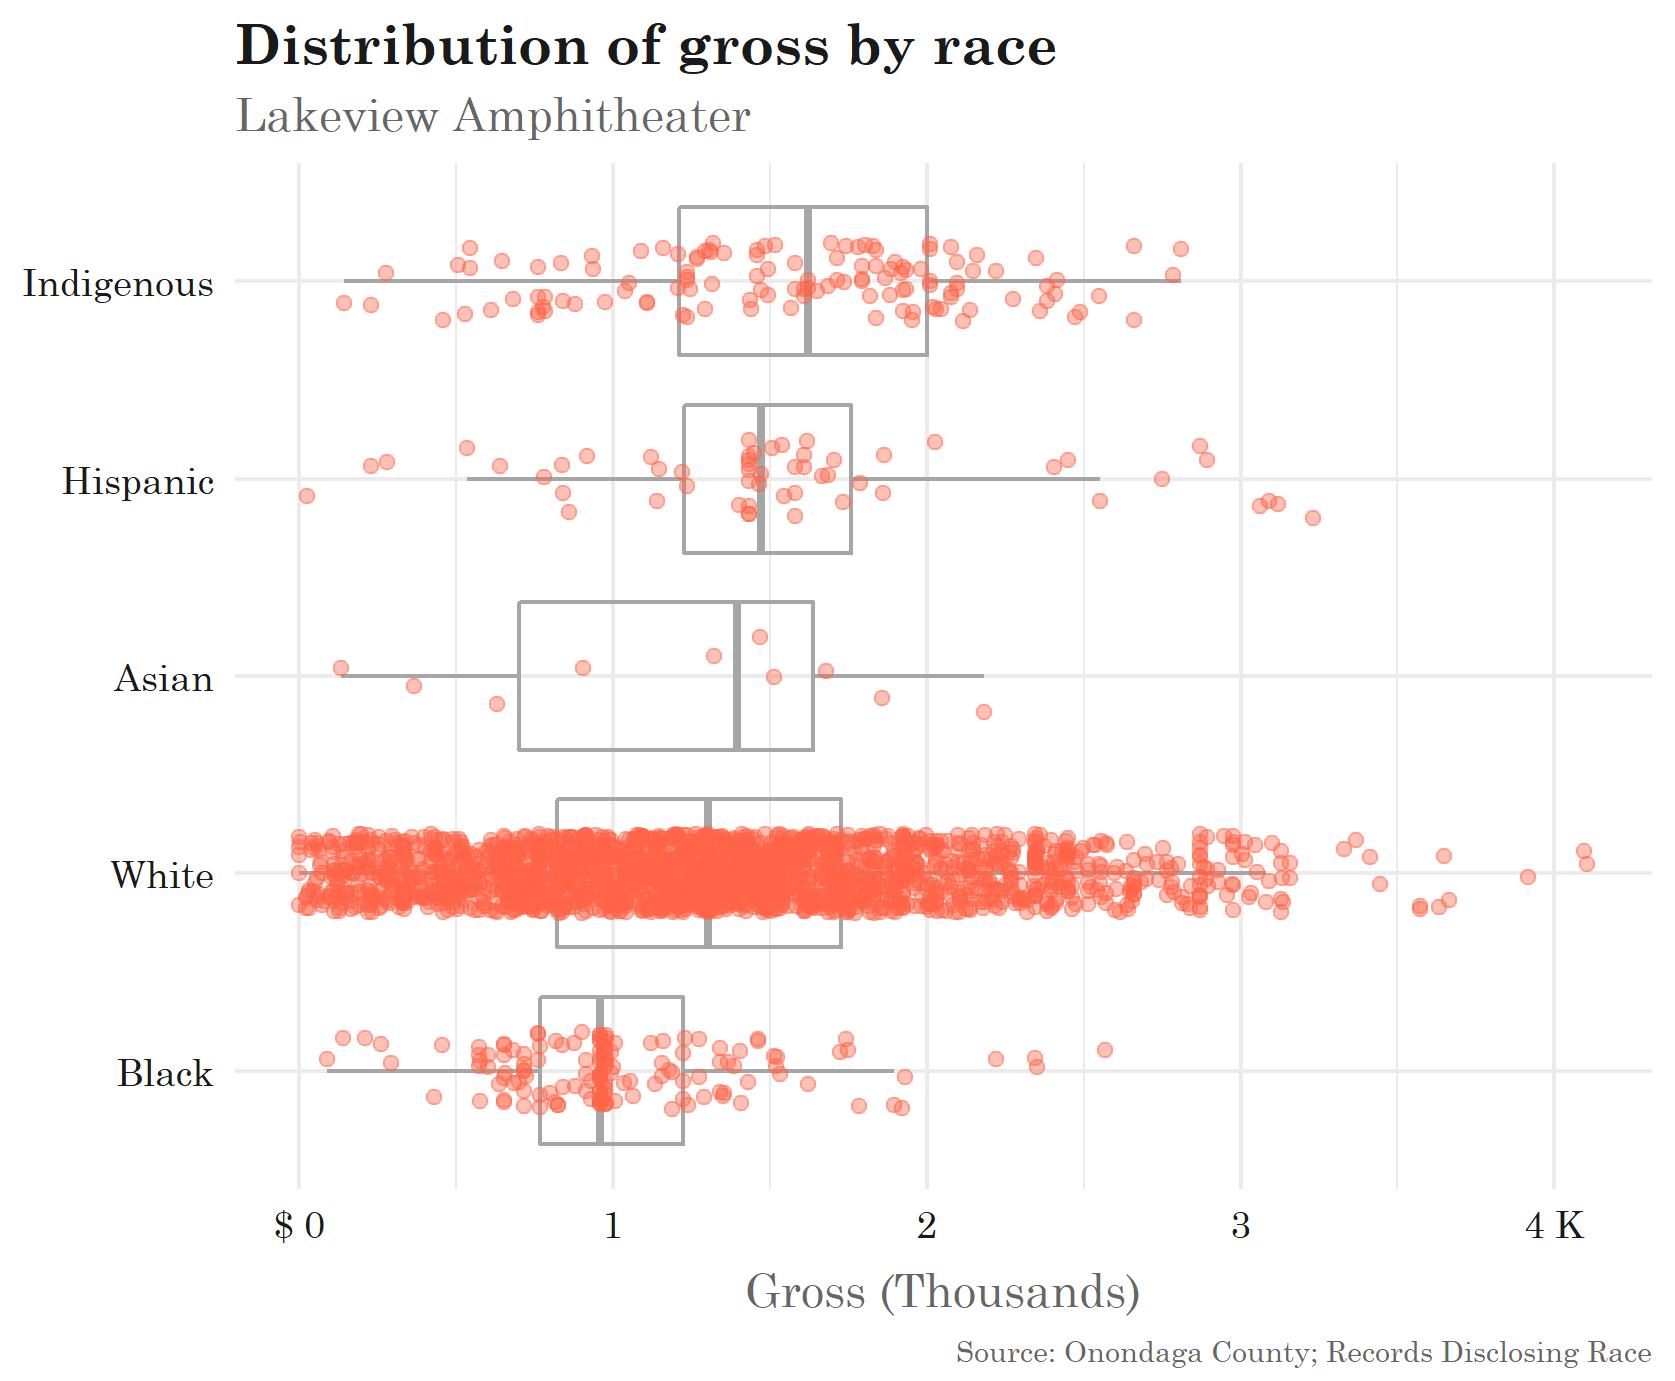 Distribution of gross by race
Lakeview Amphitheater
Indigenous
Hispanic
Asian
White
Black
$ 0 1 2 3 4 K
Gross (Thousands)
Source: Onondaga County; Records Disclosing Race